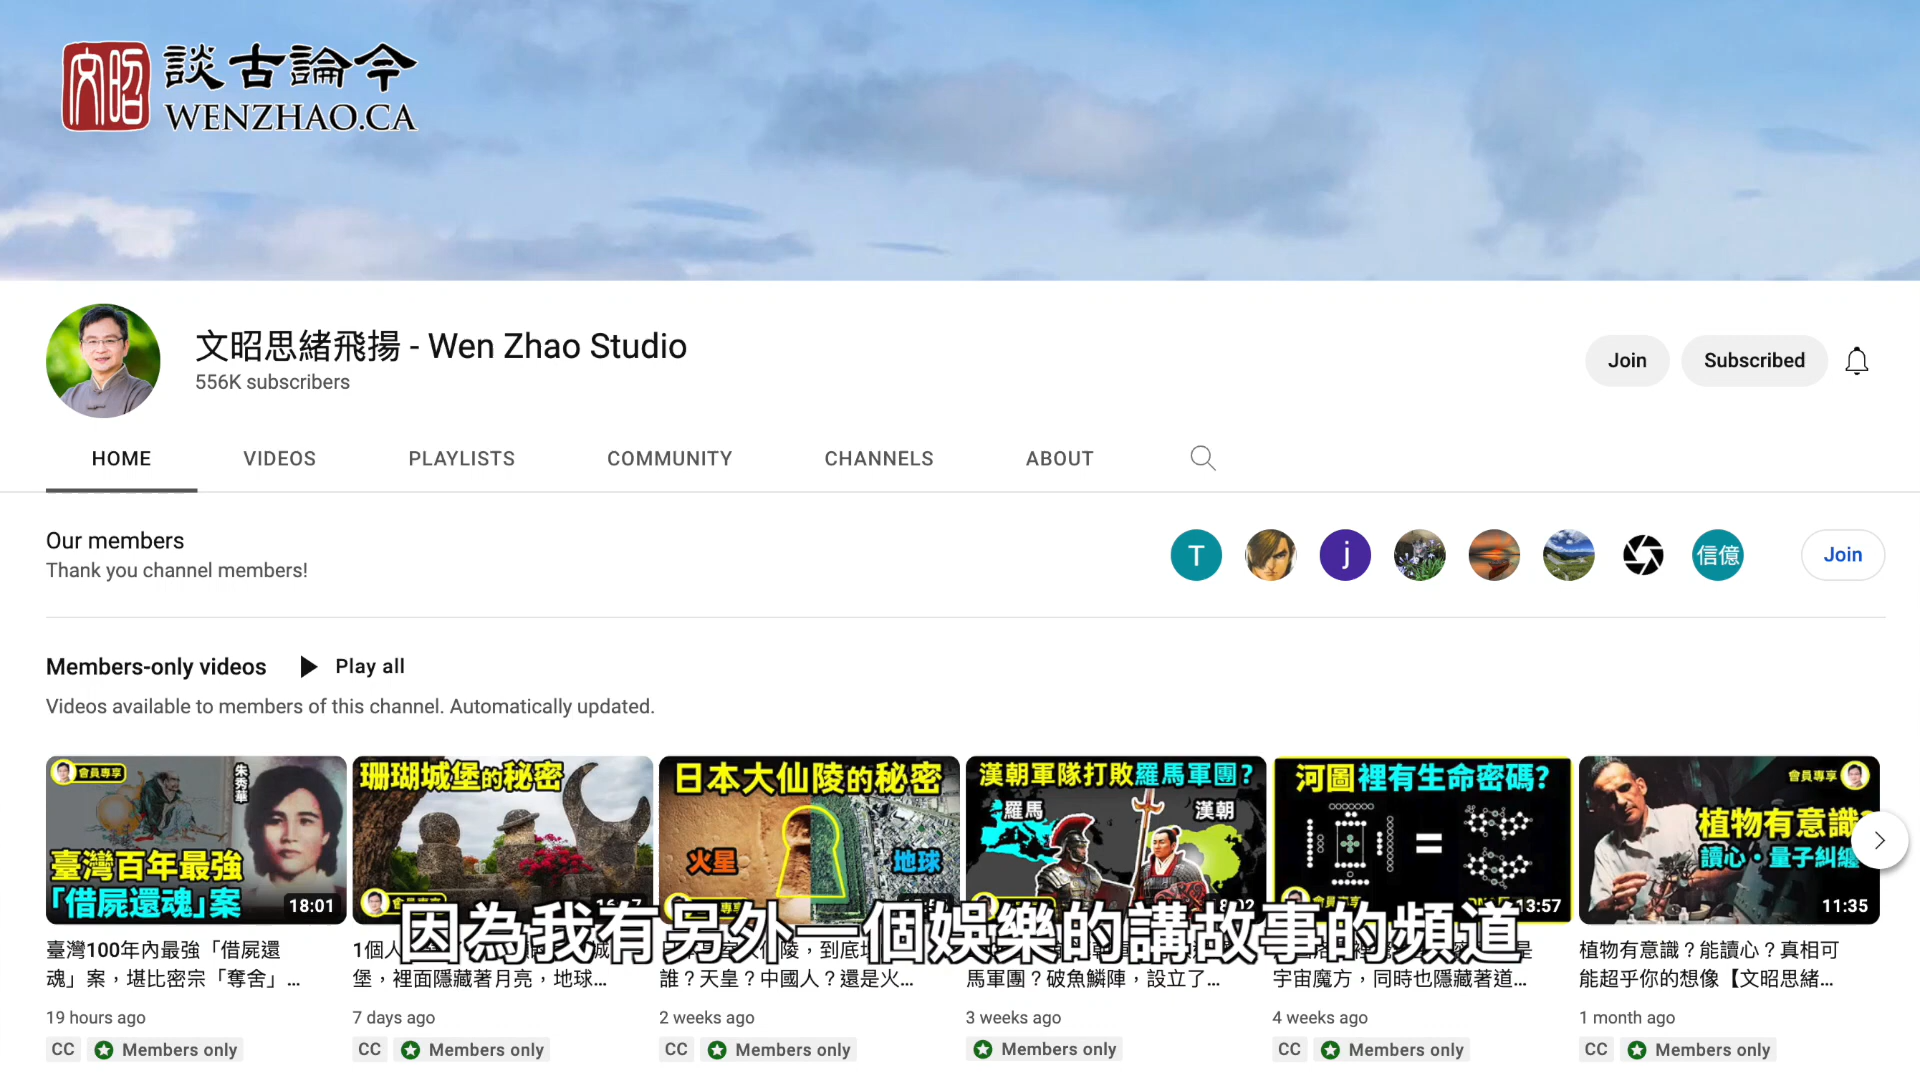 文昭
談古論今
WENZHAO.CA
文昭思緒飛揚 - Wen Zhao Studio
556K subscribers
Join
Subscribed
HOME
VIDEOS
PLAYLISTS
COMMUNITY
CHANNELS
ABOUT
Our members
Thank you channel members!
T
j
信億
Join
Members-only videos
Play all
Videos available to members of this channel. Automatically updated.
會員專享
朱秀華
臺灣百年最強
「借屍還魂」案
18:01
珊瑚城堡的秘密
日本大仙陵的秘密
火星
地球
漢朝軍隊打敗羅馬軍團?
羅馬
漢朝
河圖裡有生命密碼?
=
13:57
會員專享
植物有意識?
讀心·量子糾纏
11:35
因為我有另外一個娛樂的講故事的頻道
臺灣100年內最強「借屍還
魂」案,堪比密宗「奪舍」...
19 hours ago
CC
Members only
1個人
堡,裡面隱藏著月亮,地球...
7 days ago
CC
Members only
誰?天皇?中國人?還是火...
2 weeks ago
CC
Members only
馬軍團?破魚鱗陣,設立了...
3 weeks ago
Members only
宇宙魔方,同時也隱藏著道...
4 weeks ago
CC
Members only
植物有意識?能讀心?真相可
能超乎你的想像【文昭思緒...
1 month ago
CC
Members only